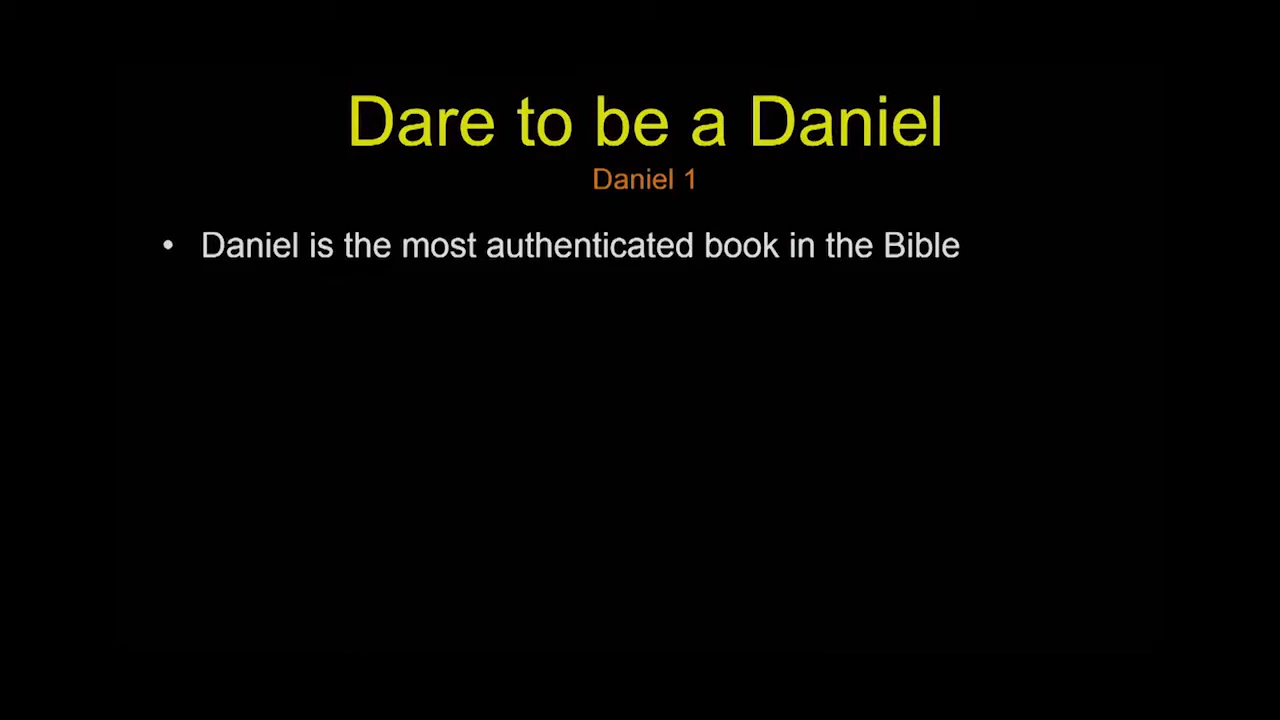 Dare to be a Daniel
Daniel 1
• Daniel is the most authenticated book in the Bible